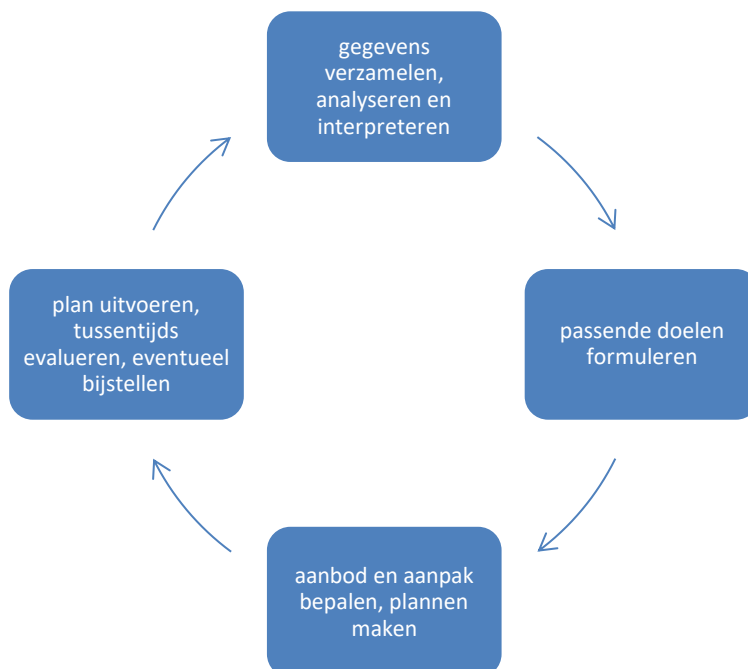 gegevens
verzamelen,
analyseren en
interpreteren
passende doelen
formuleren
aanbod en aanpak
bepalen, plannen
maken
plan uitvoeren,
tussentijds
evalueren, eventueel
bijstellen